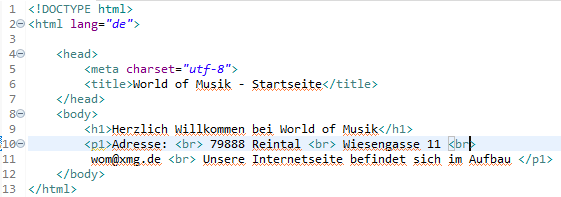 1 <!DOCTYPE html>
2 <html lang="de">
3
4 <head>
5 <meta charset="utf-8">
6 <title>World of Musik - Startseite</title>
7 </head>
8 <body>
9 <h1>Herzlich Willkommen bei World of Musik</h1>
10 <p1>Adresse: <br> 79888 Reintal <br> Wiesengasse 11 <br>
11 wom@xmg.de <br> Unsere Internetseite befindet sich im Aufbau </p1>
12 </body>
13 </html>